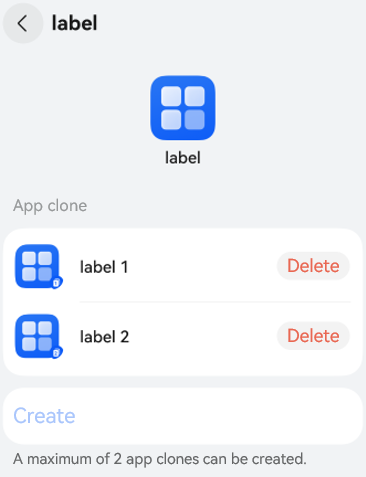 label
label
App clone
label 1
Delete
label 2
Delete
Create
A maximum of 2 app clones can be created.